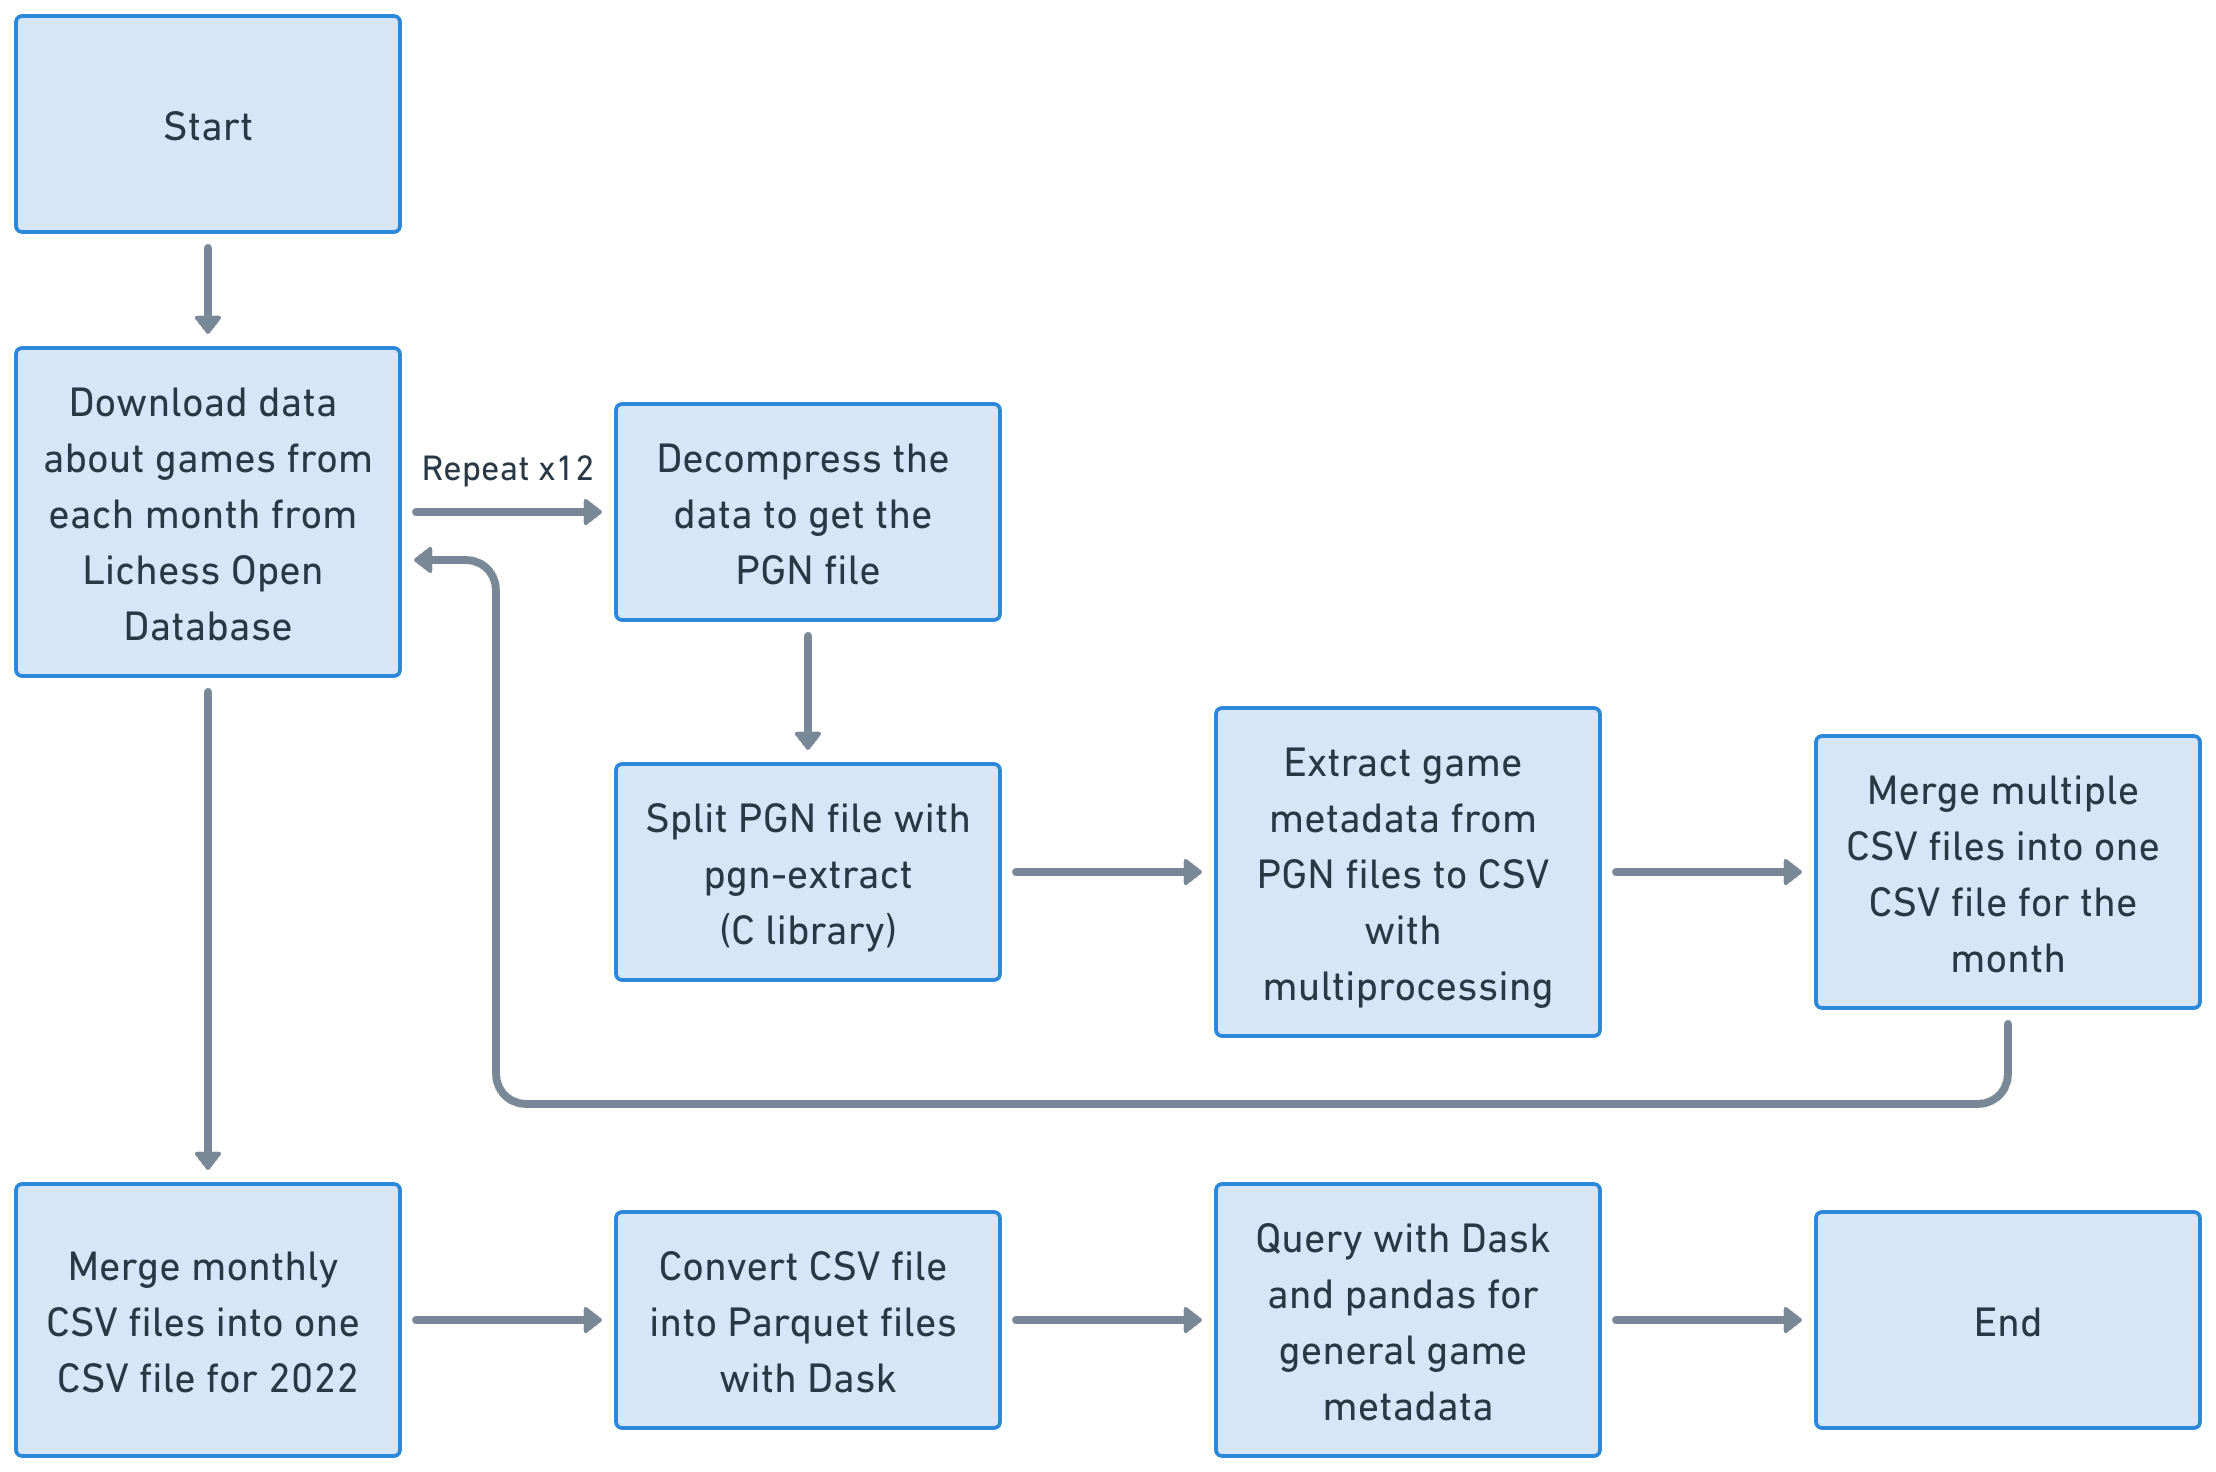 Start
Download data
about games from
each month from
Lichess Open
Database
Repeat x12
Decompress the
data to get the
PGN file
Split PGN file with
pgn-extract
(C library)
Extract game
metadata from
PGN files to CSV
with
multiprocessing
Merge multiple
CSV files into one
CSV file for the
month
Merge monthly
CSV files into one
CSV file for 2022
Convert CSV file
into Parquet files
with Dask
Query with Dask
and pandas for
general game
metadata
End